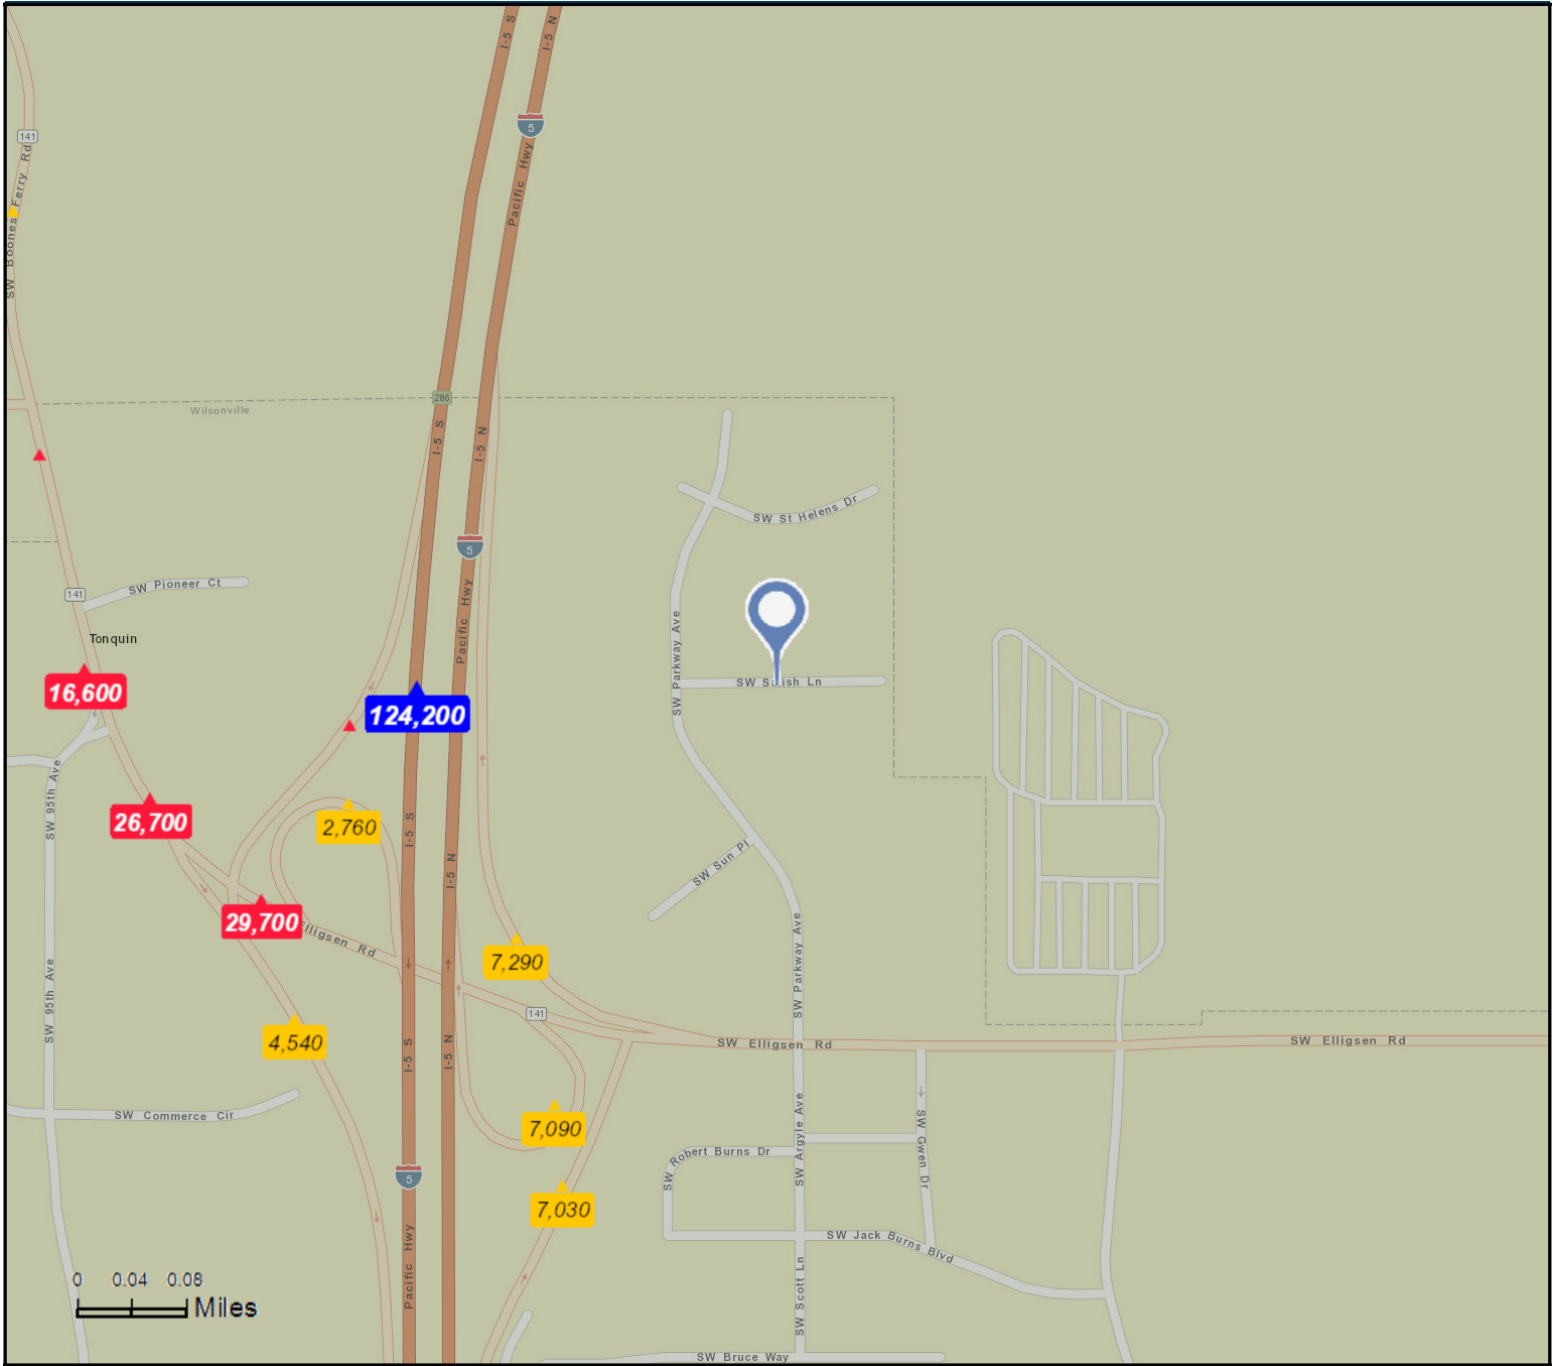 I-5 S
I-5 N
5
141
SW Boones Ferry Rd
Pacific Hwy
286
Wilsonville
I-5 S
I-5 N
SW St Helens Dr
5
SW Pioneer Ct
141
Pacific Hwy
SW Parkway Ave
Tonquin
16,600
124,200
SW S ish Ln
SW 95th Ave
26,700
2,760
I-5 S
I-5 N
SW Sun Pl
29,700
Elligsen Rd
7,290
SW Parkway Ave
SW 95th Ave
141
4,540
I-5 S
I-5 N
SW Elligsen Rd
SW Elligsen Rd
SW Commerce Cir
7,090
SW Argyle Ave
SW Gwen Dr
SW Robert Burns Dr
5
7,030
SW Jack Burns Blvd
Pacific Hwy
SW Scott Ln
0 0.04 0.08
Miles
SW Bruce Way